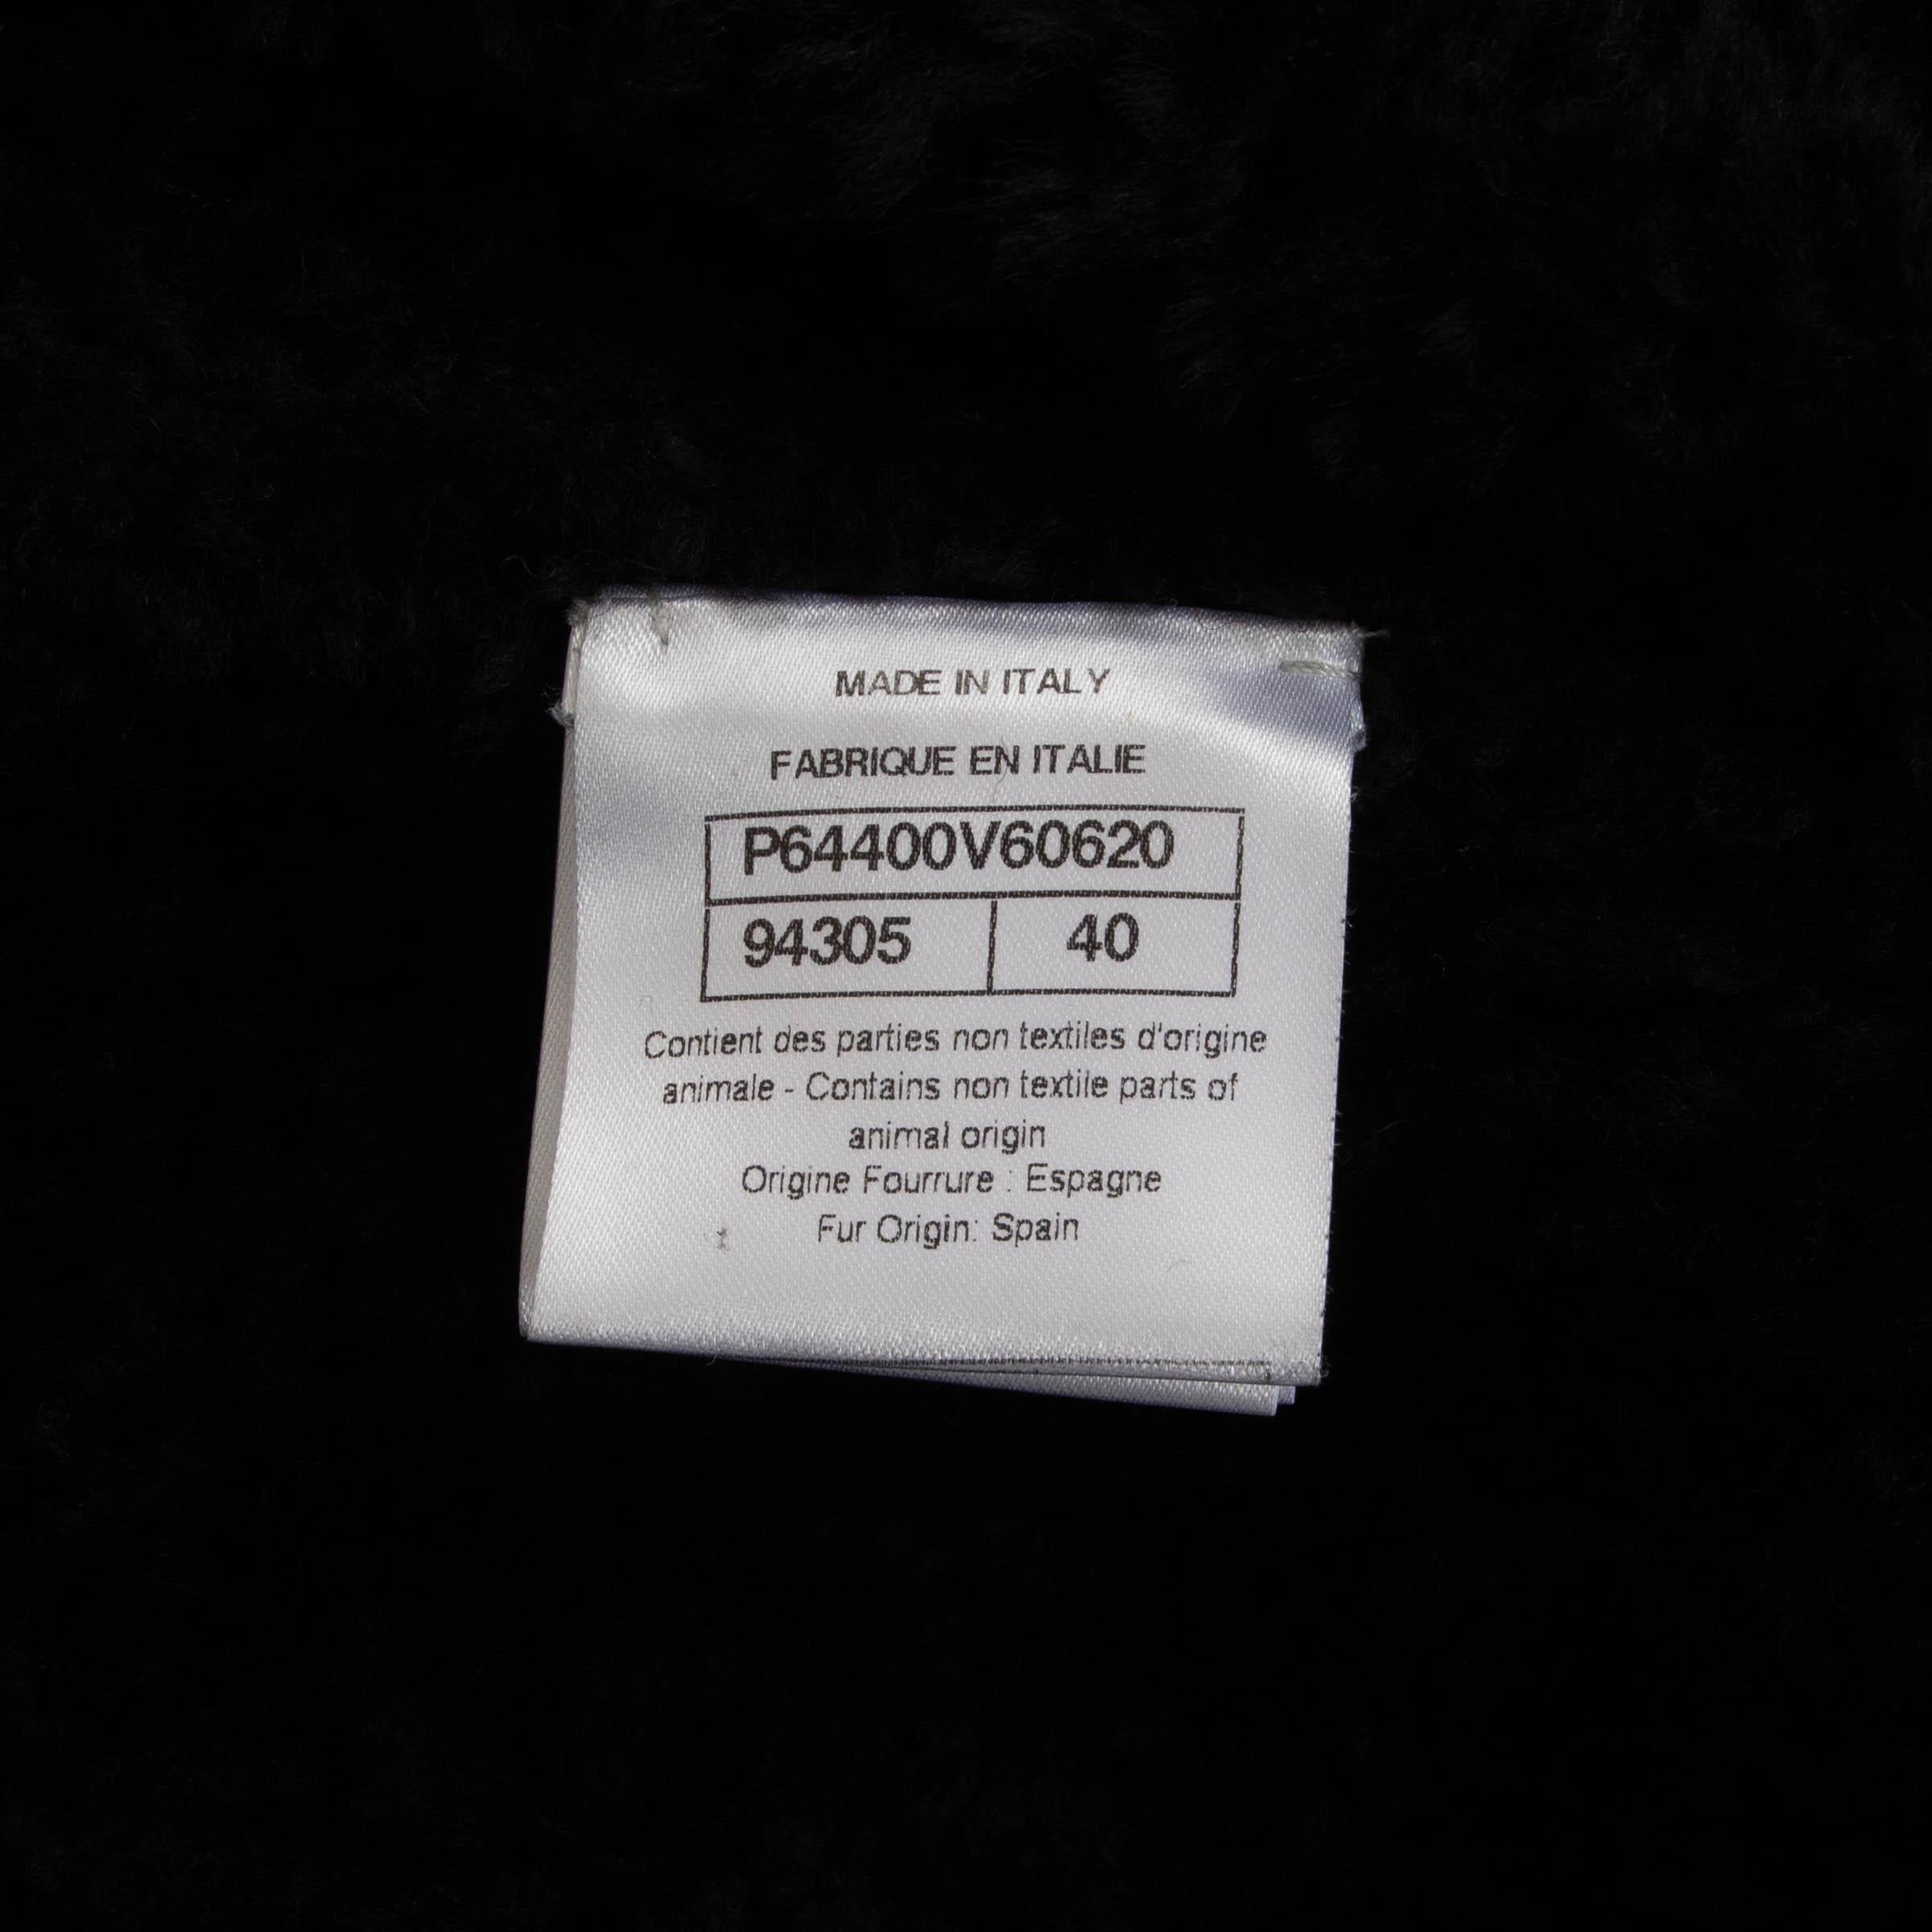 MADE IN ITALY
FABRIQUE EN ITALIE
P64400V60620
94305 40
Contient des parties non textiles d'origine
animale - Contains non textile parts of
animal origin
Origine Fourrure : Espagne
Fur Origin: Spain